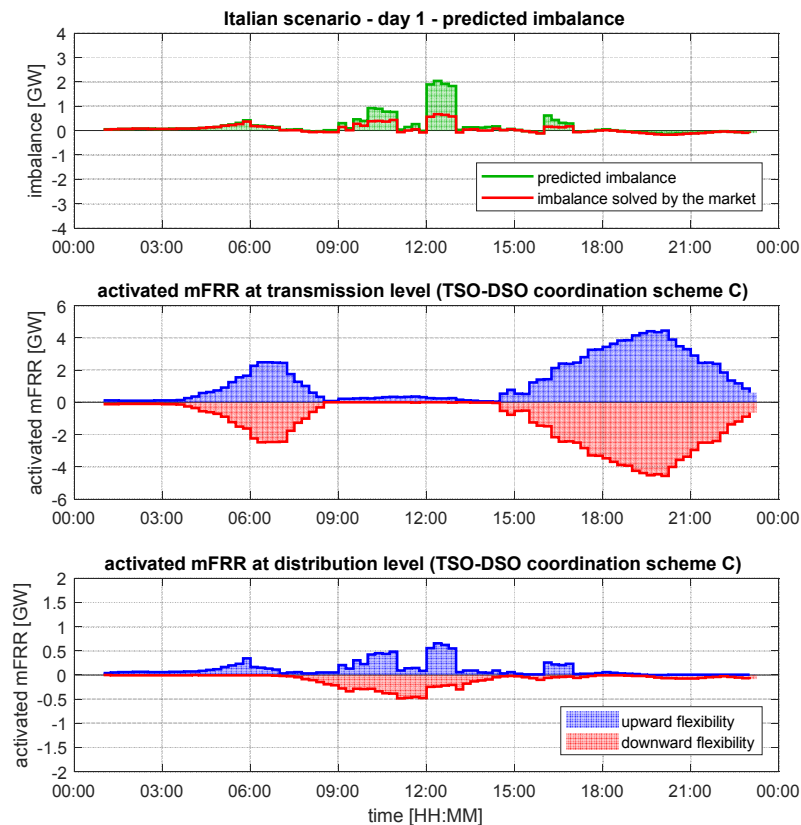 Italian scenario - day 1 - predicted imbalance
imbalance [GW]
4
3
2
1
0
-1
-2
-3
-4
predicted imbalance
imbalance solved by the market
00:00 03:00 06:00 09:00 12:00 15:00 18:00 21:00 00:00
activated mFRR at transmission level (TSO-DSO coordination scheme C)
activated mFRR [GW]
6
4
2
0
-2
-4
-6
00:00 03:00 06:00 09:00 12:00 15:00 18:00 21:00 00:00
activated mFRR at distribution level (TSO-DSO coordination scheme C)
activated mFRR [GW]
2
1.5
1
0.5
0
-0.5
-1
-1.5
-2
upward flexibility
downward flexibility
00:00 03:00 06:00 09:00 12:00 15:00 18:00 21:00 00:00
time [HH:MM]